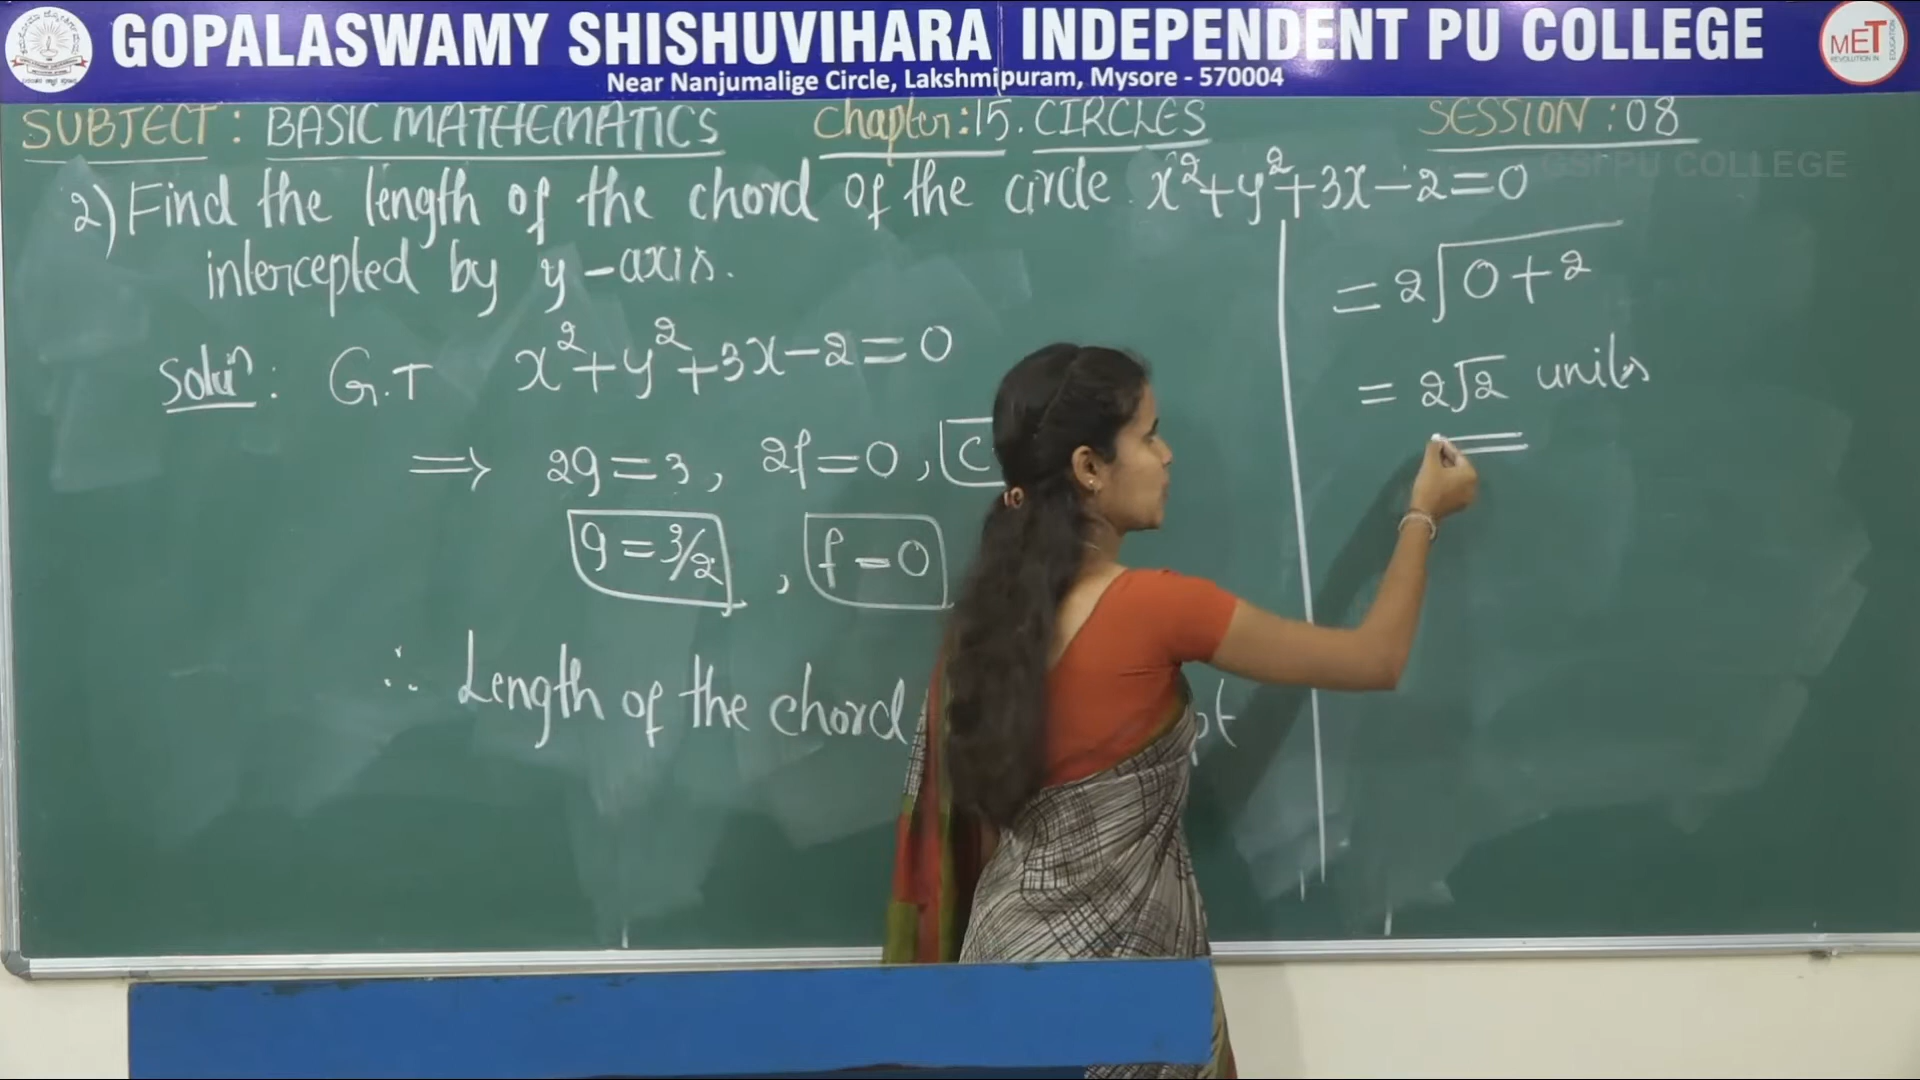 GOPALASWAMY SHISHUVIHARA INDEPENDENT PU COLLEGE
Near Nanjumalige Circle, Lakshmipuram, Mysore - 570004
MET
SUBJECT : BASIC MATHEMATICS Chapter:15. CIRCLES SESSION : 08
GSI PU COLLEGE
2) Find the length of the chord of the circle x²+y²+3x-2=0
intercepted by y-axis.
Soluⁿ: G.T x²+y²+3x-2=0
⟹ 2g=3, 2f=0, C
g=3/2, f=0
∴ Length of the chord
=2√0+2
=2√2 units